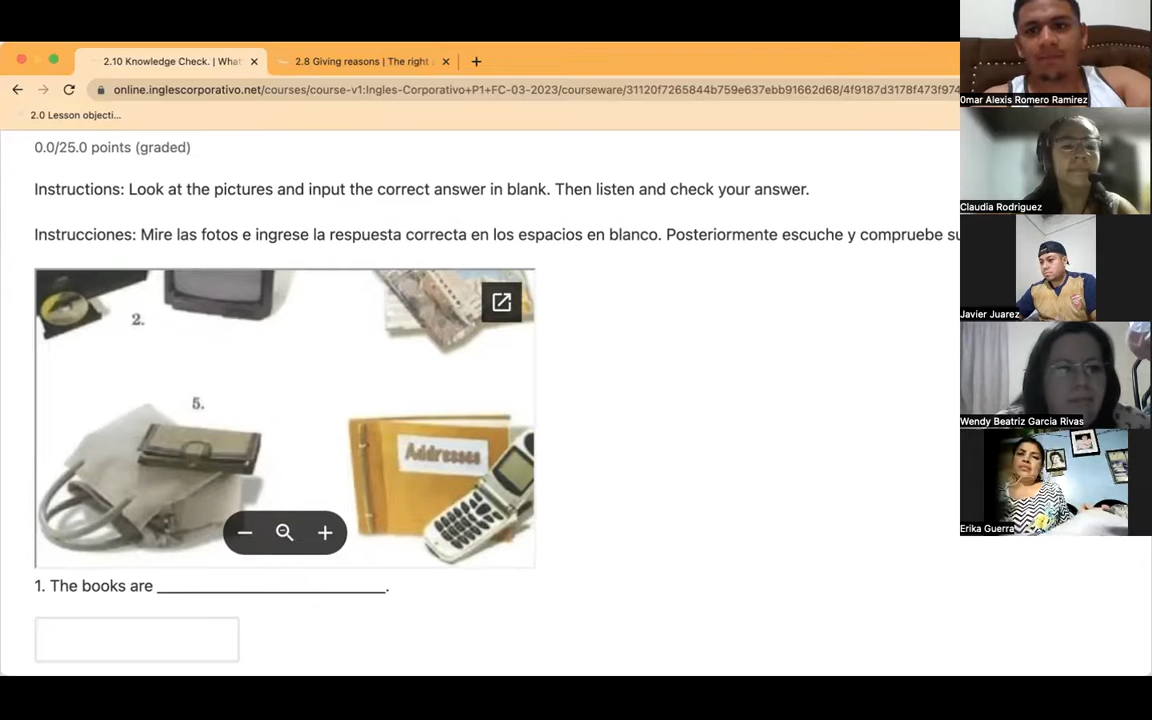 2.10 Knowledge Check. | What
2.8 Giving reasons | The right
online.inglescorporativo.net/courses/course-v1:Ingles-Corporativo+P1+FC-03-2023/courseware/31120f7265844b759e637ebb91662d68/4f9187d3178f473f974
2.0 Lesson objecti...
0.0/25.0 points (graded)
Instructions: Look at the pictures and input the correct answer in blank. Then listen and check your answer.
Instrucciones: Mire las fotos e ingrese la respuesta correcta en los espacios en blanco. Posteriormente escuche y compruebe su
2.
5.
Addresses
1. The books are ________________________.
0mar Alexis Romero Ramirez
Claudia Rodriguez
Javier Juarez
Wendy Beatriz Garcia Rivas
Erika Guerra